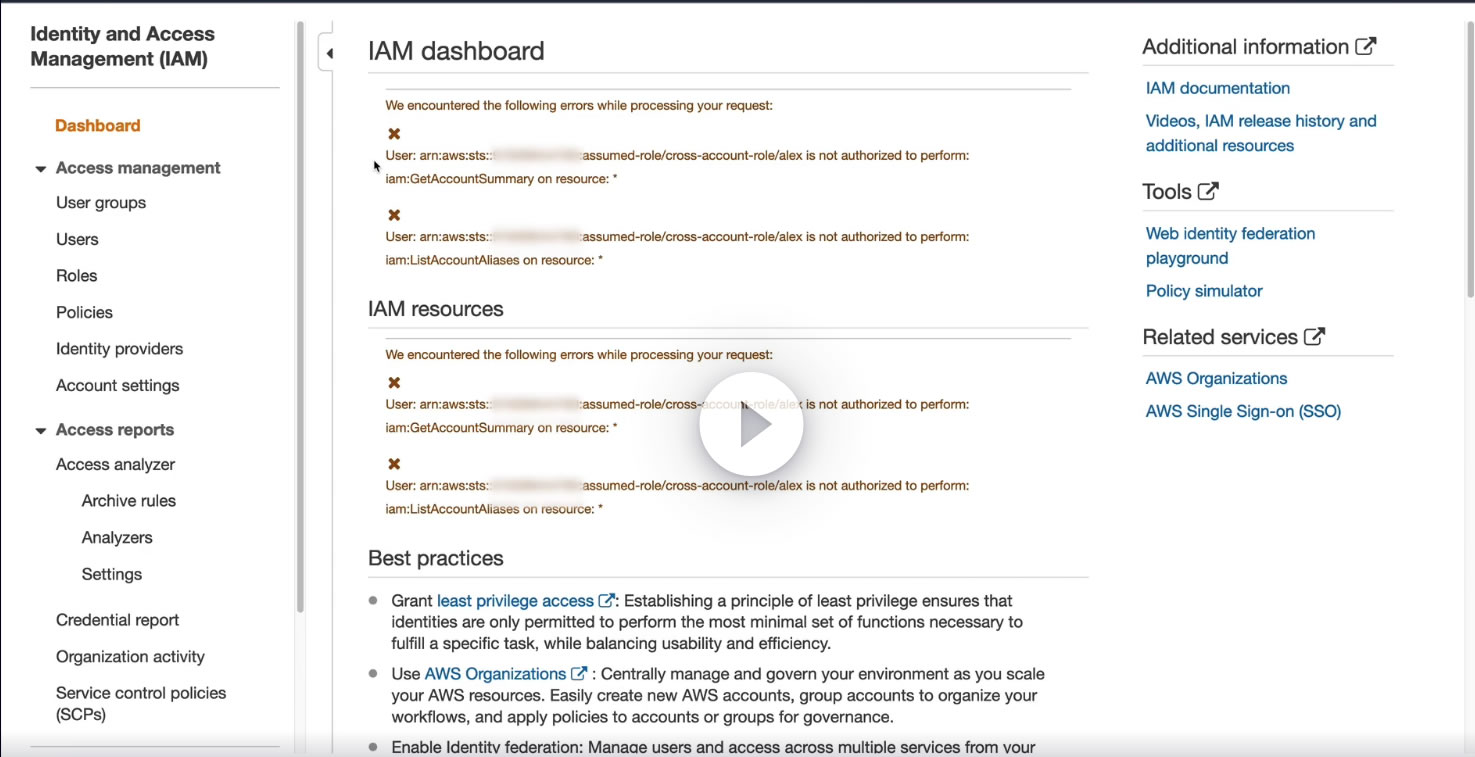 Identity and Access
Management (IAM)
Dashboard
Access management
User groups
Users
Roles
Policies
Identity providers
Account settings
Access reports
Access analyzer
Archive rules
Analyzers
Settings
Credential report
Organization activity
Service control policies
(SCPs)
IAM dashboard
We encountered the following errors while processing your request:
User: arn:aws:sts:: :assumed-role/cross-account-role/alex is not authorized to perform:
iam:GetAccountSummary on resource: *
User: arn:aws:sts:: :assumed-role/cross-account-role/alex is not authorized to perform:
iam:ListAccountAliases on resource: *
IAM resources
We encountered the following errors while processing your request:
User: arn:aws:sts:: :assumed-role/cross-account-role/alex is not authorized to perform:
iam:GetAccountSummary on resource: *
User: arn:aws:sts:: assumed-role/cross-account-role/alex is not authorized to perform:
iam:ListAccountAliases on resource: *
Best practices
Grant least privilege access : Establishing a principle of least privilege ensures that
identities are only permitted to perform the most minimal set of functions necessary to
fulfill a specific task, while balancing usability and efficiency.
Use AWS Organizations : Centrally manage and govern your environment as you scale
your AWS resources. Easily create new AWS accounts, group accounts to organize your
workflows, and apply policies to accounts or groups for governance.
Enable Identity federation: Manage users and access across multiple services from your
Additional information
IAM documentation
Videos, IAM release history and
additional resources
Tools
Web identity federation
playground
Policy simulator
Related services
AWS Organizations
AWS Single Sign-on (SSO)